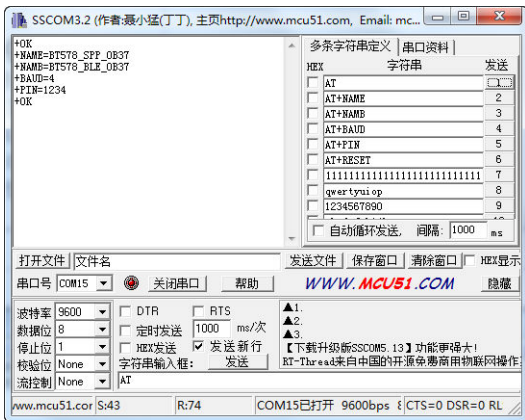 SSCOM3.2 (作者:聂小猛(丁丁), 主页http://www.mcu51.com, Email: mc...
+OK
+NAME=BT578_SPP_OB37
+NAMB=BT578_BLE_OB37
+BAUD=4
+PIN=1234
+OK
多条字符串定义 串口资料
HEX 字符串 发送
AT 1
AT+NAME 2
AT+NAMB 3
AT+BAUD 4
AT+PIN 5
AT+RESET 6
1111111111111111111111111111 7
qwertyuiop 8
1234567890 9
自动循环发送, 间隔: 1000 ms
打开文件 文件名 发送文件 保存窗口 清除窗口 HEX显示
串口号 COM15 关闭串口 帮助 WWW.MCU51.COM 隐藏
波特率 9600 DTR RTS
数据位 8 定时发送 1000 ms/次
停止位 1 HEX发送 发送新行
校验位 None 字符串输入框: 发送
流控制 None AT
▲1.
▲2.
▲3.
【下载升级版SSCOM5.13】功能更强大!
RT-Thread来自中国的开源免费商用物联网操作
ww.mcu51.cor S:43 R:74 COM15已打开 9600bps 8 CTS=0 DSR=0 RL